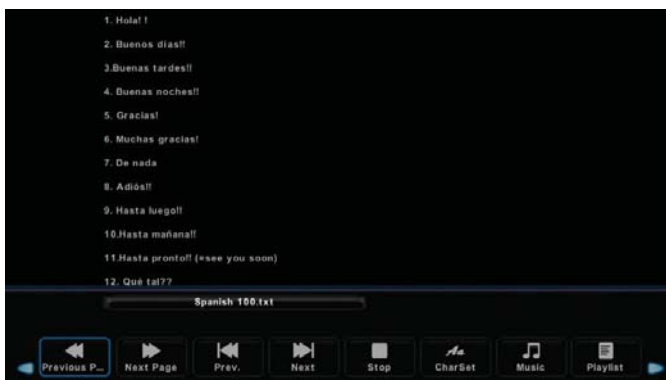 1. Hola! !
2. Buenos días!!
3.Buenas tardes!!
4. Buenas noches!!
5. Gracias!
6. Muchas gracias!
7. De nada
8. Adiós!!
9. Hasta luego!!
10.Hasta mañana!!
11.Hasta pronto!! (=see you soon)
12. Qué tal??
Spanish 100.txt
Previous P... Next Page Prev. Next Stop CharSet Music Playlist